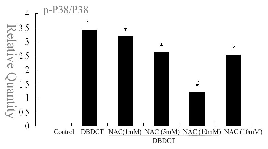 p-P38/P38
Relative Quantity
4
3.5
3
2.5
2
1.5
1
0.5
0
Control DBDCT NAC(1mM) NAC(5mM) NAC(10mM) NAC(10mM)
DBDCT